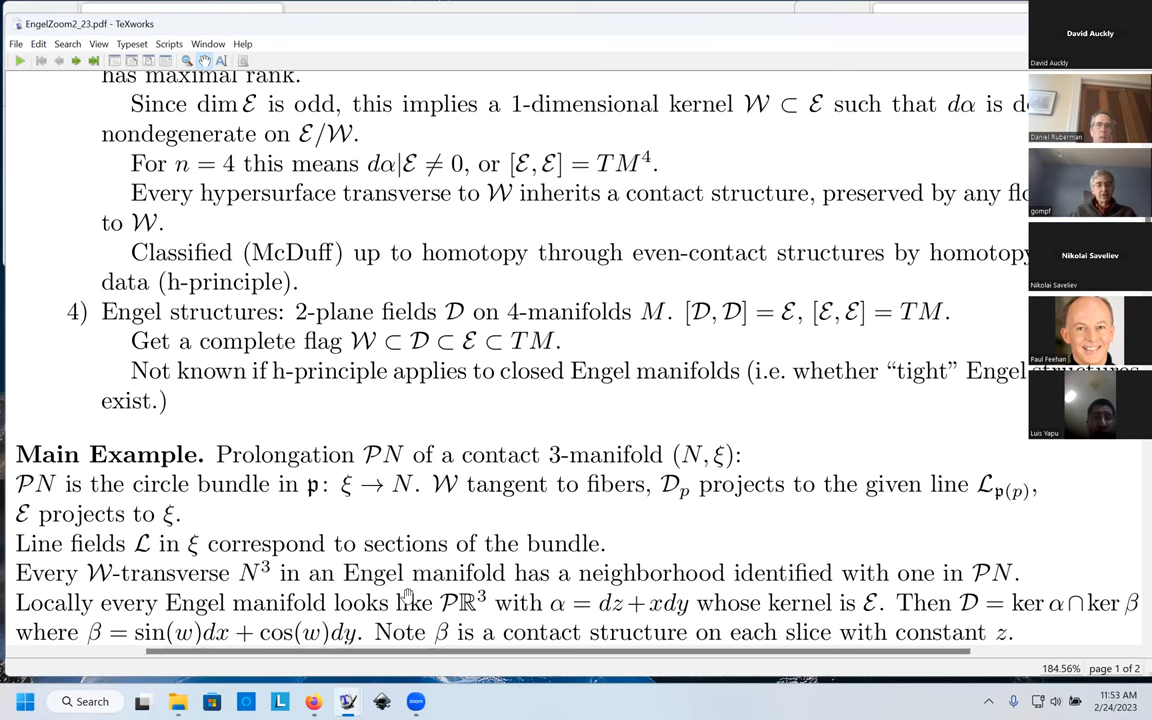 EngelZoom2_23.pdf - TeXworks
File Edit Search View Typeset Scripts Window Help
has maximal rank.
Since dim ℰ is odd, this implies a 1-dimensional kernel 𝒲 ⊂ ℰ such that dα is
nondegenerate on ℰ/𝒲.
For n = 4 this means dα|ℰ ≠ 0, or [ℰ, ℰ] = TM⁴.
Every hypersurface transverse to 𝒲 inherits a contact structure, preserved by any
to 𝒲.
Classified (McDuff) up to homotopy through even-contact structures by homotopy
data (h-principle).
4) Engel structures: 2-plane fields 𝒟 on 4-manifolds M. [𝒟, 𝒟] = ℰ, [ℰ, ℰ] = TM.
Get a complete flag 𝒲 ⊂ 𝒟 ⊂ ℰ ⊂ TM.
Not known if h-principle applies to closed Engel manifolds (i.e. whether “tight” Engel
exist.)
Main Example. Prolongation 𝒫N of a contact 3-manifold (N, ξ):
𝒫N is the circle bundle in 𝔭: ξ → N. 𝒲 tangent to fibers, 𝒟ₚ projects to the given line ℒ_{𝔭(p)},
ℰ projects to ξ.
Line fields ℒ in ξ correspond to sections of the bundle.
Every 𝒲-transverse N³ in an Engel manifold has a neighborhood identified with one in 𝒫N.
Locally every Engel manifold looks like 𝒫ℝ³ with α = dz + xdy whose kernel is ℰ. Then 𝒟 = ker α ∩ ker β
where β = sin(w)dx + cos(w)dy. Note β is a contact structure on each slice with constant z.
184.56% page 1 of 2
David Auckly
David Auckly
Daniel Ruberman
gompf
Nikolai Saveliev
Nikolai Saveliev
Paul Feehan
Luis Yapu
Search
L
zoom
11:53 AM
2/24/2023